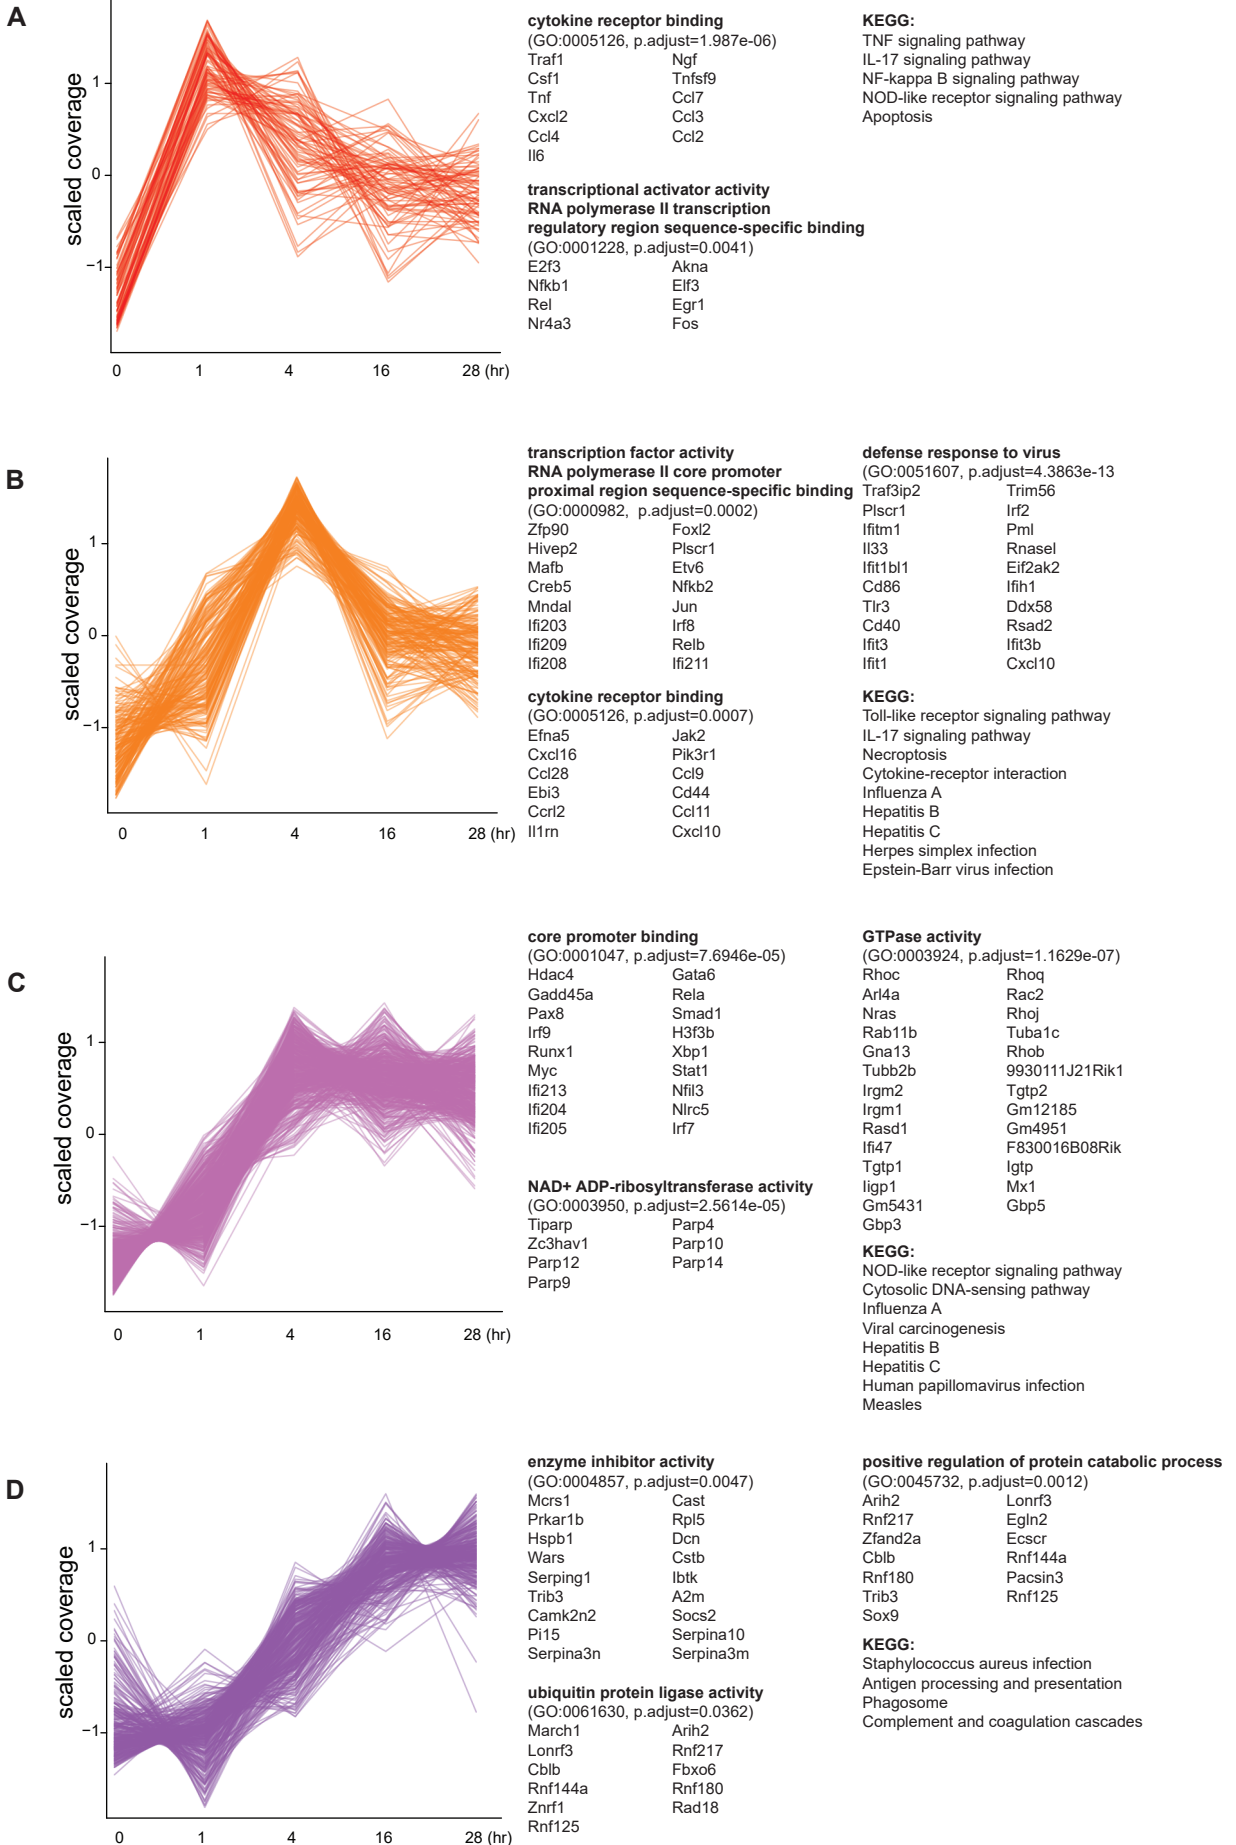 A
scaled coverage
1
0
−1
0 1 4 16 28 (hr)
cytokine receptor binding
(GO:0005126, p.adjust=1.987e-06)
Traf1 Ngf
Csf1 Tnfsf9
Tnf Ccl7
Cxcl2 Ccl3
Ccl4 Ccl2
Il6
transcriptional activator activity
RNA polymerase II transcription
regulatory region sequence-specific binding
(GO:0001228, p.adjust=0.0041)
E2f3 Akna
Nfkb1 Elf3
Rel Egr1
Nr4a3 Fos
KEGG:
TNF signaling pathway
IL-17 signaling pathway
NF-kappa B signaling pathway
NOD-like receptor signaling pathway
Apoptosis
B
scaled coverage
1
0
−1
0 1 4 16 28 (hr)
transcription factor activity
RNA polymerase II core promoter
proximal region sequence-specific binding
(GO:0000982, p.adjust=0.0002)
Zfp90 Foxl2
Hivep2 Plscr1
Mafb Etv6
Creb5 Nfkb2
Mndal Jun
Ifi203 Irf8
Ifi209 Relb
Ifi208 Ifi211
cytokine receptor binding
(GO:0005126, p.adjust=0.0007)
Efna5 Jak2
Cxcl16 Pik3r1
Ccl28 Ccl9
Ebi3 Cd44
Ccrl2 Ccl11
Il1rn Cxcl10
defense response to virus
(GO:0051607, p.adjust=4.3863e-13
Traf3ip2 Trim56
Plscr1 Irf2
Ifitm1 Pml
Il33 Rnasel
Ifit1bl1 Eif2ak2
Cd86 Ifih1
Tlr3 Ddx58
Cd40 Rsad2
Ifit3 Ifit3b
Ifit1 Cxcl10
KEGG:
Toll-like receptor signaling pathway
IL-17 signaling pathway
Necroptosis
Cytokine-receptor interaction
Influenza A
Hepatitis B
Hepatitis C
Herpes simplex infection
Epstein-Barr virus infection
C
scaled coverage
1
0
−1
0 1 4 16 28 (hr)
core promoter binding
(GO:0001047, p.adjust=7.6946e-05)
Hdac4 Gata6
Gadd45a Rela
Pax8 Smad1
Irf9 H3f3b
Runx1 Xbp1
Myc Stat1
Ifi213 Nfil3
Ifi204 Nlrc5
Ifi205 Irf7
NAD+ ADP-ribosyltransferase activity
(GO:0003950, p.adjust=2.5614e-05)
Tiparp Parp4
Zc3hav1 Parp10
Parp12 Parp14
Parp9
GTPase activity
(GO:0003924, p.adjust=1.1629e-07)
Rhoc Rhoq
Arl4a Rac2
Nras Rhoj
Rab11b Tuba1c
Gna13 Rhob
Tubb2b 9930111J21Rik1
Irgm2 Tgtp2
Irgm1 Gm12185
Rasd1 Gm4951
Ifi47 F830016B08Rik
Tgtp1 Igtp
Iigp1 Mx1
Gm5431 Gbp5
Gbp3
KEGG:
NOD-like receptor signaling pathway
Cytosolic DNA-sensing pathway
Influenza A
Viral carcinogenesis
Hepatitis B
Hepatitis C
Human papillomavirus infection
Measles
D
scaled coverage
1
0
−1
0 1 4 16 28 (hr)
enzyme inhibitor activity
(GO:0004857, p.adjust=0.0047)
Mcrs1 Cast
Prkar1b Rpl5
Hspb1 Dcn
Wars Cstb
Serping1 Ibtk
Trib3 A2m
Camk2n2 Socs2
Pi15 Serpina10
Serpina3n Serpina3m
ubiquitin protein ligase activity
(GO:0061630, p.adjust=0.0362)
March1 Arih2
Lonrf3 Rnf217
Cblb Fbxo6
Rnf144a Rnf180
Znrf1 Rad18
Rnf125
positive regulation of protein catabolic process
(GO:0045732, p.adjust=0.0012)
Arih2 Lonrf3
Rnf217 Egln2
Zfand2a Ecscr
Cblb Rnf144a
Rnf180 Pacsin3
Trib3 Rnf125
Sox9
KEGG:
Staphylococcus aureus infection
Antigen processing and presentation
Phagosome
Complement and coagulation cascades